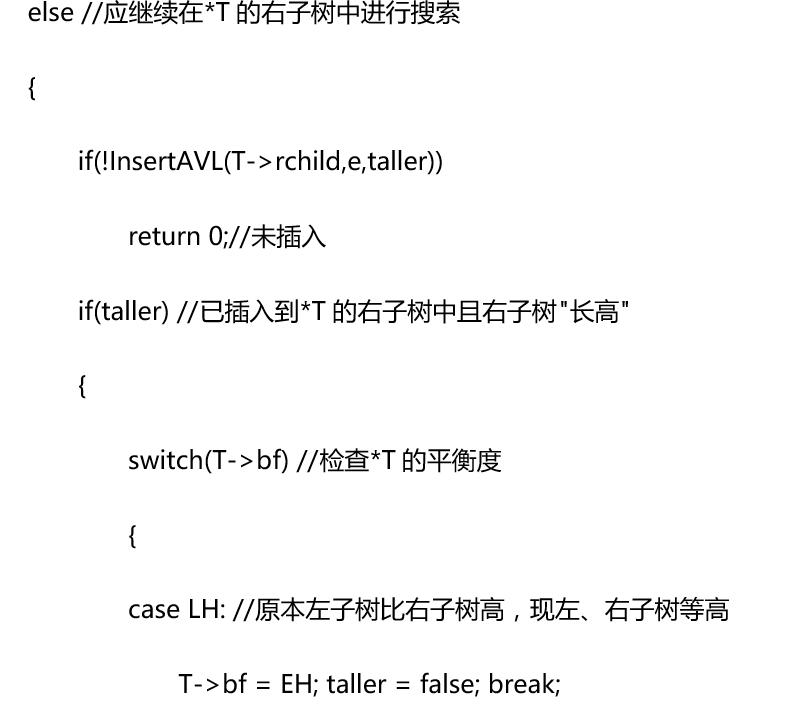 else //应继续在*T 的右子树中进行搜索
{
if(!InsertAVL(T->rchild,e,taller))
return 0;//未插入
if(taller) //已插入到*T 的右子树中且右子树"长高"
{
switch(T->bf) //检查*T 的平衡度
{
case LH: //原本左子树比右子树高，现左、右子树等高
T->bf = EH; taller = false; break;